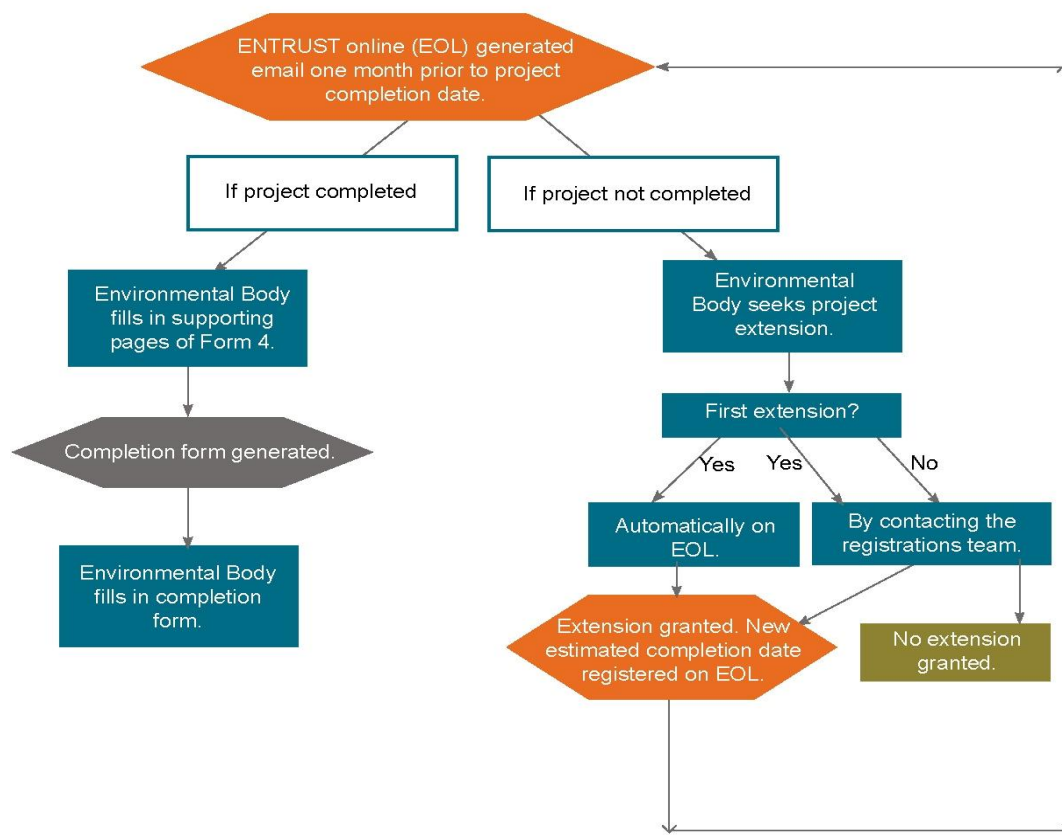 ENTRUST online (EOL) generated
email one month prior to project
completion date.
If project completed
If project not completed
Environmental Body
fills in supporting
pages of Form 4.
Environmental
Body seeks project
extension.
First extension?
Completion form generated.
Yes
Yes
No
Automatically on
EOL.
By contacting the
registrations team.
Environmental Body
fills in completion
form.
Extension granted. New
estimated completion date
registered on EOL.
No extension
granted.